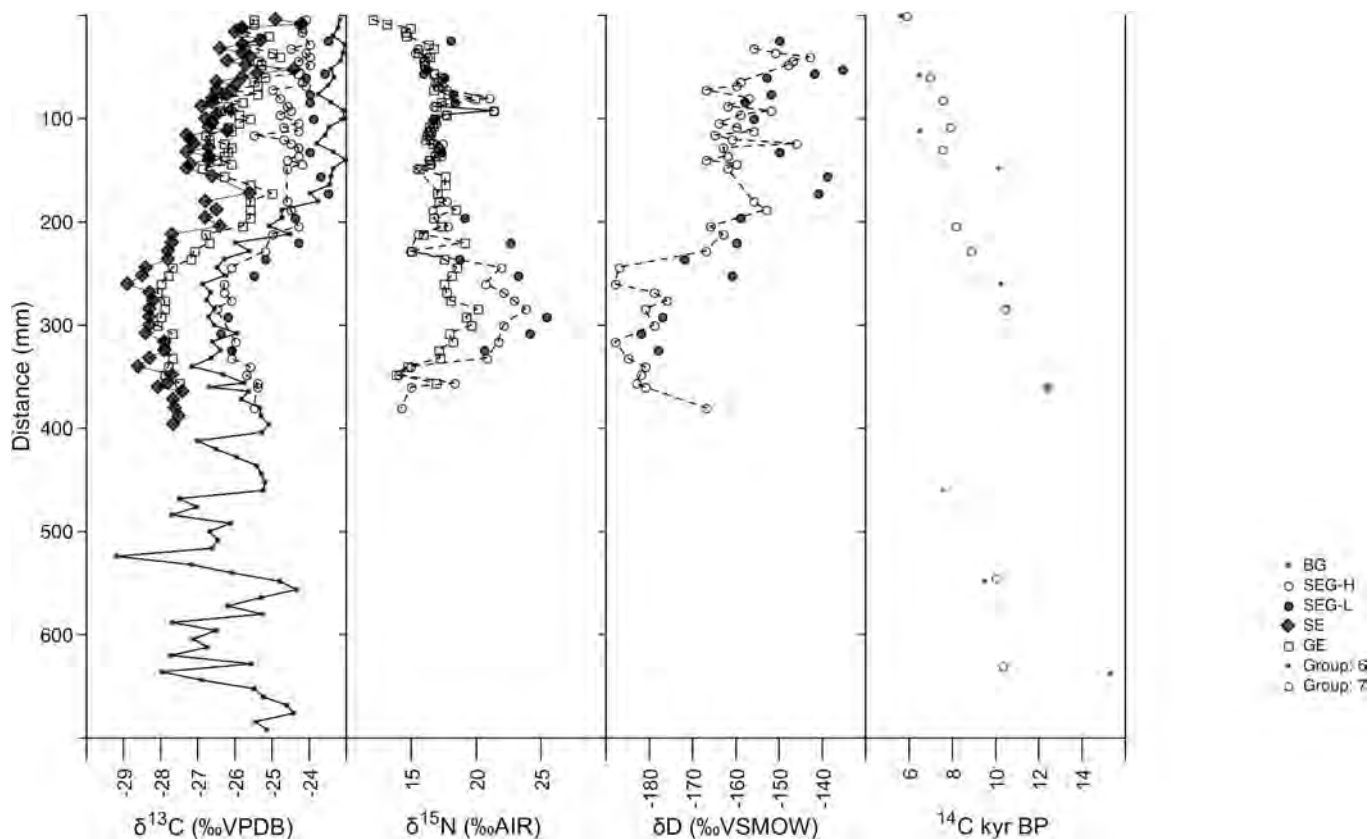 100
200
300
400
500
600
Distance (mm)
-29 -28 -27 -26 -25 -24
15 20 25
-180 -170 -160 -150 -140
6 8 10 12 14
δ¹³C (‰VPDB) δ¹⁵N (‰AIR) δD (‰VSMOW) ¹⁴C kyr BP
BG
SEG-H
SEG-L
SE
GE
Group: 6
Group: 7